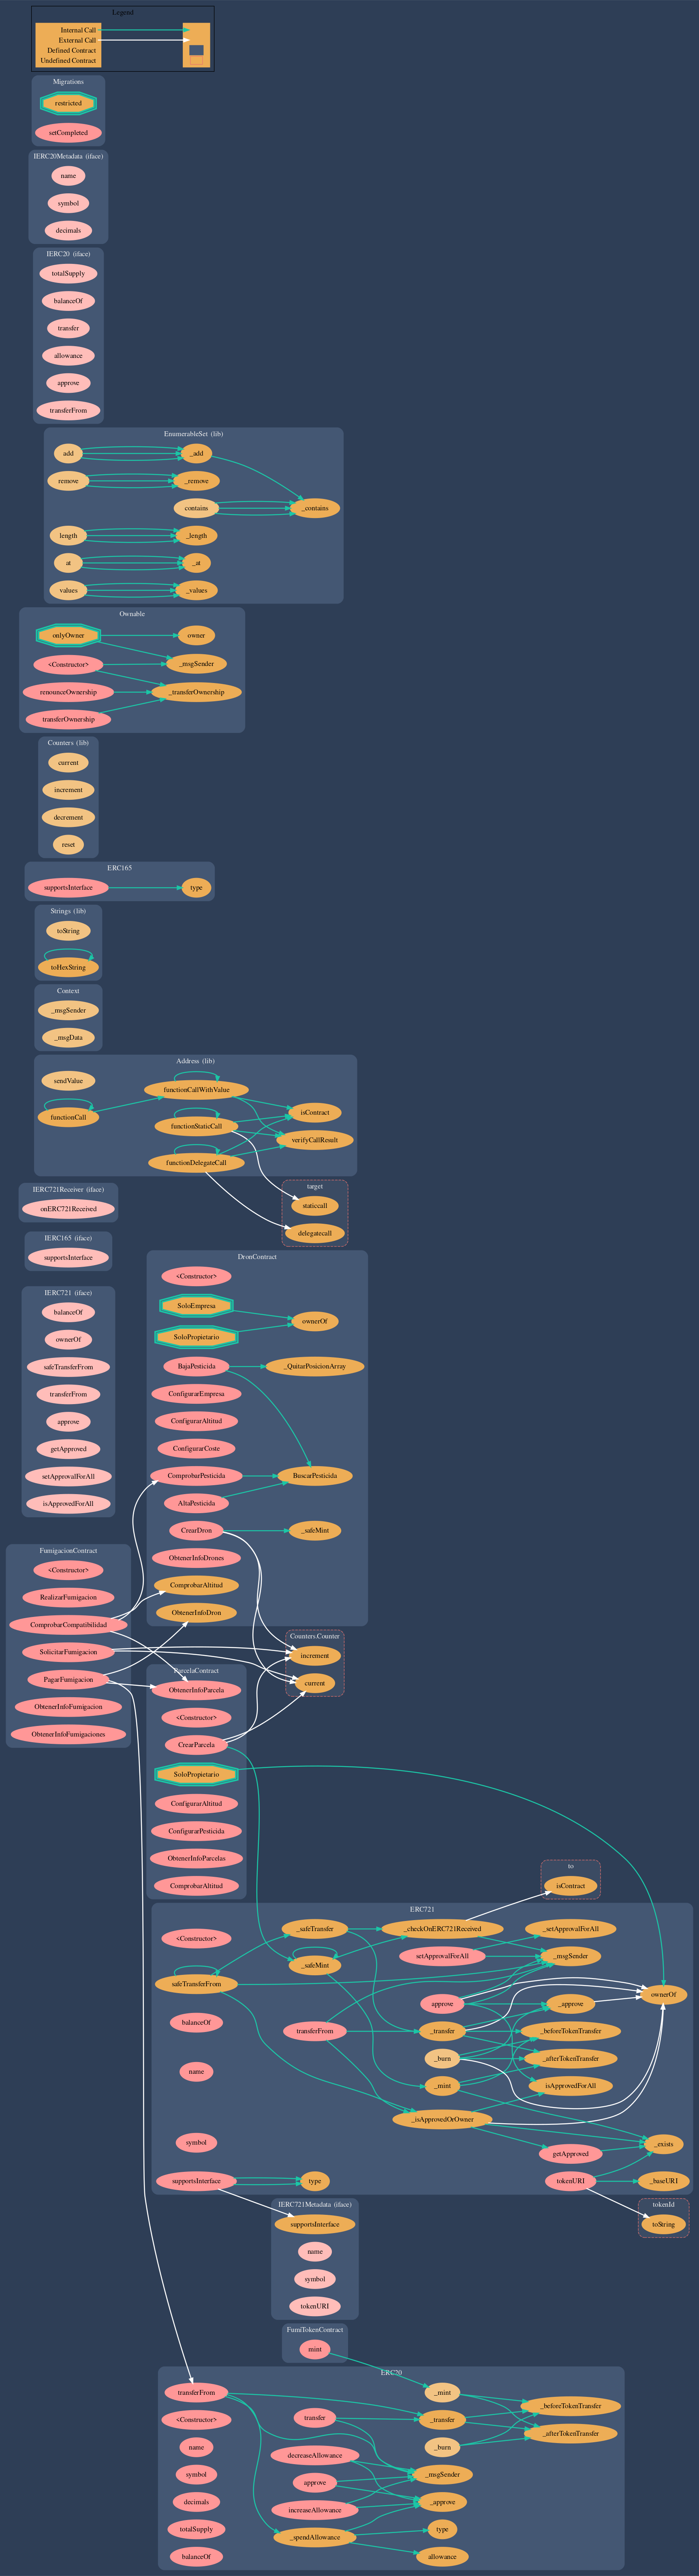 Legend
Internal Call
External Call
Defined Contract
Undefined Contract
Migrations
restricted
setCompleted
IERC20Metadata (iface)
name
symbol
decimals
IERC20 (iface)
totalSupply
balanceOf
transfer
allowance
approve
transferFrom
EnumerableSet (lib)
add
_add
remove
_remove
contains
_contains
length
_length
at
_at
values
_values
Ownable
onlyOwner
owner
<Constructor>
_msgSender
renounceOwnership
_transferOwnership
transferOwnership
Counters (lib)
current
increment
decrement
reset
ERC165
supportsInterface
type
Strings (lib)
toString
toHexString
Context
_msgSender
_msgData
Address (lib)
sendValue
functionCallWithValue
functionCall
isContract
functionStaticCall
verifyCallResult
functionDelegateCall
target
staticcall
delegatecall
IERC721Receiver (iface)
onERC721Received
IERC165 (iface)
supportsInterface
IERC721 (iface)
balanceOf
ownerOf
safeTransferFrom
transferFrom
approve
getApproved
setApprovalForAll
isApprovedForAll
DronContract
<Constructor>
SoloEmpresa
ownerOf
SoloPropietario
BajaPesticida
_QuitarPosicionArray
ConfigurarEmpresa
ConfigurarAltitud
ConfigurarCoste
ComprobarPesticida
BuscarPesticida
AltaPesticida
CrearDron
_safeMint
ObtenerInfoDrones
ComprobarAltitud
ObtenerInfoDron
FumigacionContract
<Constructor>
RealizarFumigacion
ComprobarCompatibilidad
SolicitarFumigacion
PagarFumigacion
ObtenerInfoFumigacion
ObtenerInfoFumigaciones
Counters.Counter
increment
current
ParcelaContract
ObtenerInfoParcela
<Constructor>
CrearParcela
SoloPropietario
ConfigurarAltitud
ConfigurarPesticida
ObtenerInfoParcelas
ComprobarAltitud
to
isContract
ERC721
<Constructor>
_safeTransfer
_checkOnERC721Received
_setApprovalForAll
setApprovalForAll
_msgSender
_safeMint
safeTransferFrom
ownerOf
approve
_approve
balanceOf
transferFrom
_transfer
_beforeTokenTransfer
_burn
_afterTokenTransfer
name
_mint
isApprovedForAll
_isApprovedOrOwner
symbol
_exists
getApproved
supportsInterface
type
tokenURI
_baseURI
IERC721Metadata (iface)
supportsInterface
name
symbol
tokenURI
tokenId
toString
FumiTokenContract
mint
ERC20
transferFrom
_mint
_beforeTokenTransfer
<Constructor>
transfer
_transfer
_afterTokenTransfer
name
decreaseAllowance
_burn
symbol
approve
_msgSender
decimals
increaseAllowance
_approve
totalSupply
_spendAllowance
type
balanceOf
allowance